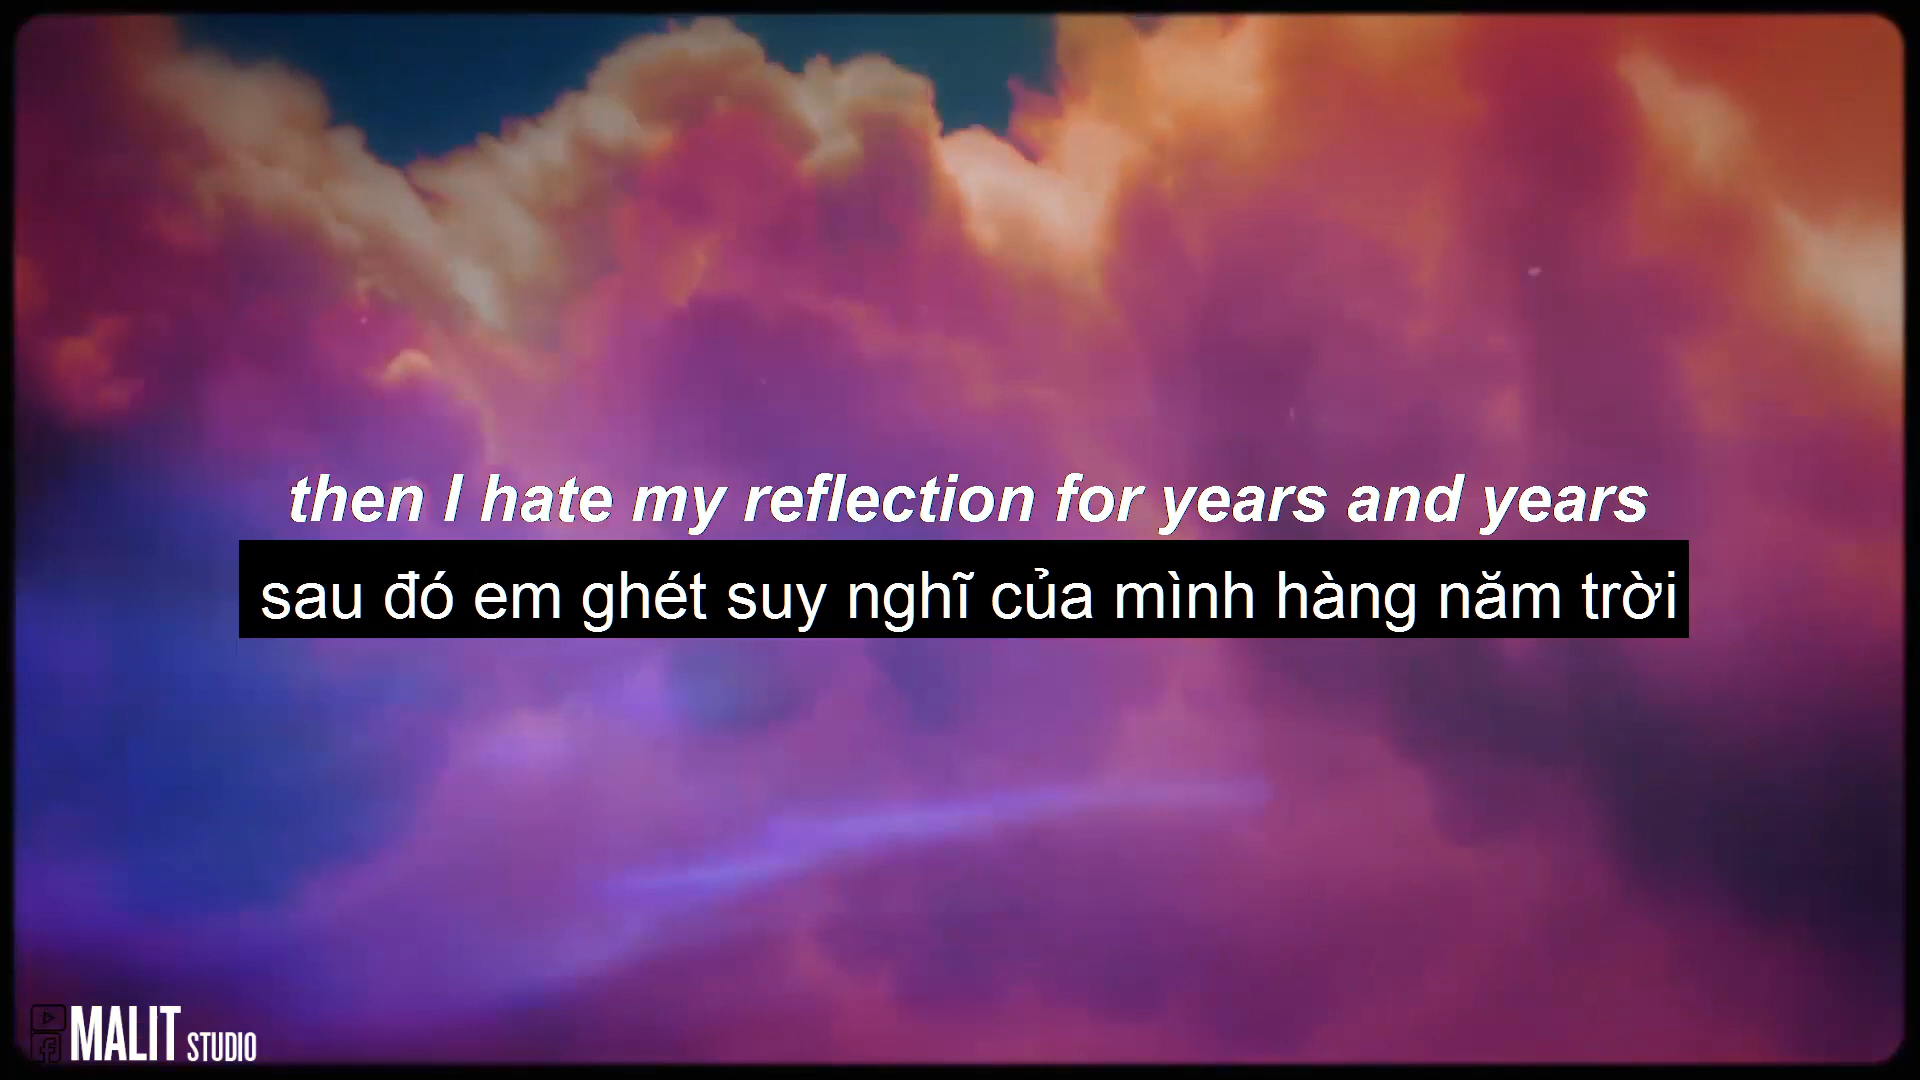 then I hate my reflection for years and years
sau đó em ghét suy nghĩ của mình hàng năm trời
MALIT STUDIO